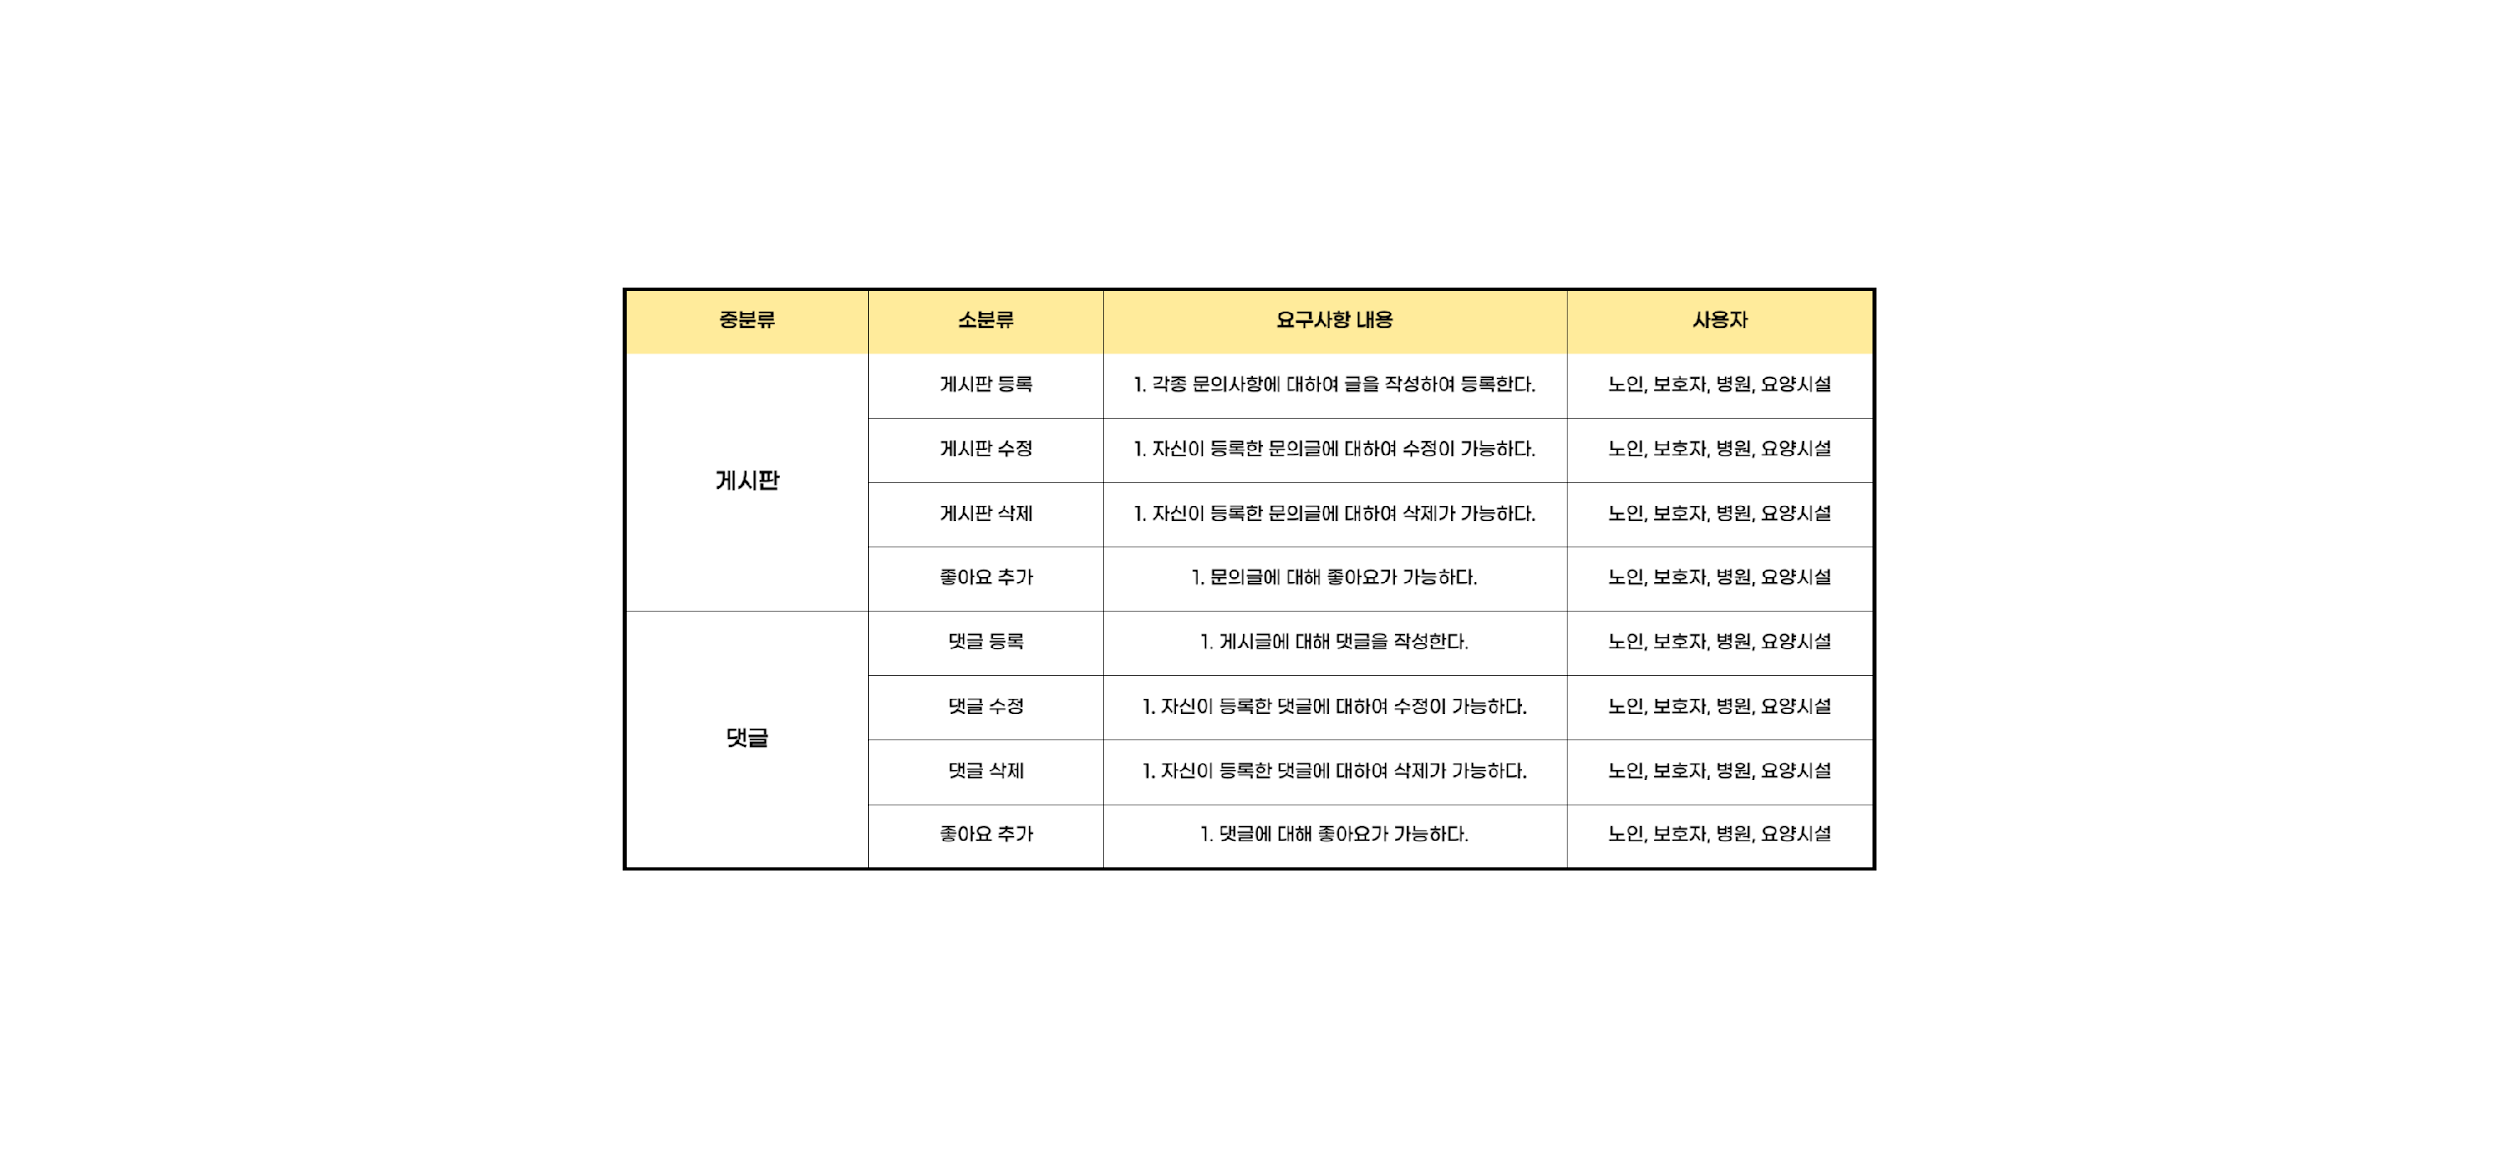 중분류 소분류 요구사항 내용 사용자
게시판
게시판 등록 1. 각종 문의사항에 대하여 글을 작성하여 등록한다. 노인, 보호자, 병원, 요양시설
게시판 수정 1. 자신이 등록한 문의글에 대하여 수정이 가능하다. 노인, 보호자, 병원, 요양시설
게시판 삭제 1. 자신이 등록한 문의글에 대하여 삭제가 가능하다. 노인, 보호자, 병원, 요양시설
좋아요 추가 1. 문의글에 대해 좋아요가 가능하다. 노인, 보호자, 병원, 요양시설
댓글
댓글 등록 1. 게시글에 대해 댓글을 작성한다. 노인, 보호자, 병원, 요양시설
댓글 수정 1. 자신이 등록한 댓글에 대하여 수정이 가능하다. 노인, 보호자, 병원, 요양시설
댓글 삭제 1. 자신이 등록한 댓글에 대하여 삭제가 가능하다. 노인, 보호자, 병원, 요양시설
좋아요 추가 1. 댓글에 대해 좋아요가 가능하다. 노인, 보호자, 병원, 요양시설